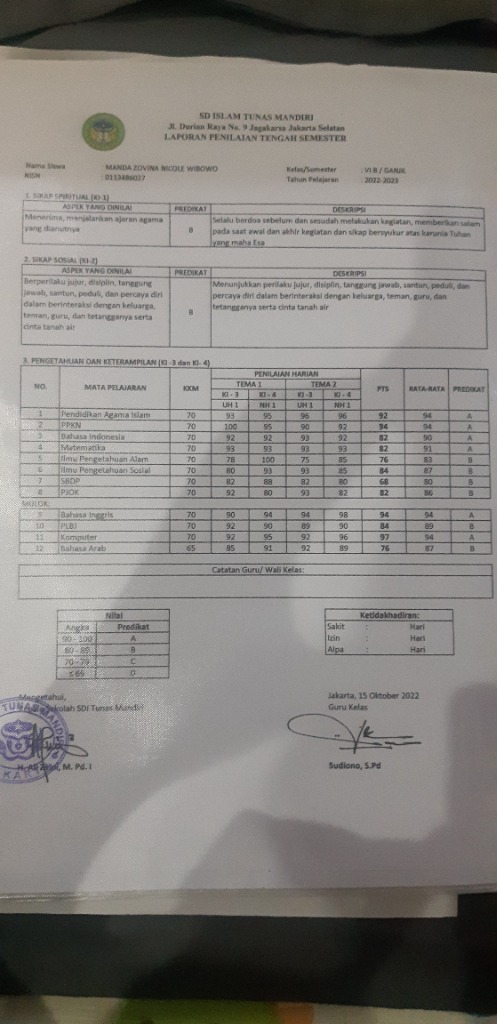 SD ISLAM TUNAS MANDIRI
Jl. Durian Raya No. 9 Jagakarsa Jakarta Selatan
LAPORAN PENILAIAN TENGAH SEMESTER
Nama Siswa : MANDA ZOVINA NICOLE WIBOWO Kelas/Semester : VI B / GANJIL
NISN : 0113486027 Tahun Pelajaran : 2022-2023
1. SIKAP SPIRITUAL (KI-1)
ASPEK YANG DINILAI PREDIKAT DESKRIPSI
Menerima, menjalankan ajaran agama yang dianutnya B Selalu berdoa sebelum dan sesudah melakukan kegiatan, memberikan salam
pada saat awal dan akhir kegiatan dan sikap bersyukur atas karunia Tuhan
yang maha Esa
2. SIKAP SOSIAL (KI-2)
ASPEK YANG DINILAI PREDIKAT DESKRIPSI
Berperilaku jujur, disiplin, tanggung Menunjukkan perilaku jujur, disiplin, tanggung jawab, santun, peduli, dan
jawab, santun, peduli, dan percaya diri percaya diri dalam berinteraksi dengan keluarga, teman, guru, dan
dalam berinteraksi dengan keluarga, B tetangganya serta cinta tanah air
teman, guru, dan tetangganya serta
cinta tanah air
3. PENGETAHUAN DAN KETERAMPILAN (KI -3 dan KI- 4)
NO. MATA PELAJARAN KKM PENILAIAN HARIAN PTS RATA-RATA PREDIKAT
TEMA 1 TEMA 2
KI - 3 KI - 4 KI -3 KI - 4
UH 1 NH 1 UH 1 NH 1
1 Pendidikan Agama Islam 70 93 95 96 96 92 94 A
2 PPKN 70 100 95 90 92 94 94 A
3 Bahasa Indonesia 70 92 92 93 92 82 90 A
4 Matematika 70 93 93 93 93 82 91 A
5 Ilmu Pengetahuan Alam 70 78 100 75 85 76 83 B
6 Ilmu Pengetahuan Sosial 70 80 93 93 85 84 87 B
7 SBDP 70 82 88 82 80 68 80 B
8 PJOK 70 92 80 93 82 82 86 B
MULOK:
9 Bahasa Inggris 70 90 94 94 98 94 94 A
10 PLBJ 70 92 90 89 90 84 89 B
11 Komputer 70 92 95 92 96 97 94 A
12 Bahasa Arab 65 85 91 92 89 76 87 B
Catatan Guru/ Wali Kelas:
Nilai
Angka Predikat
90 - 100 A
80 - 89 B
70 - 79 C
≤ 69 D
Ketidakhadiran:
Sakit : Hari
Izin : Hari
Alpa : Hari
Mengetahui, Jakarta, 15 Oktober 2022
Sekolah SDI Tunas Mandiri Guru Kelas
TUNAS MANDIRI
M. Pd. I Sudiono, S.Pd